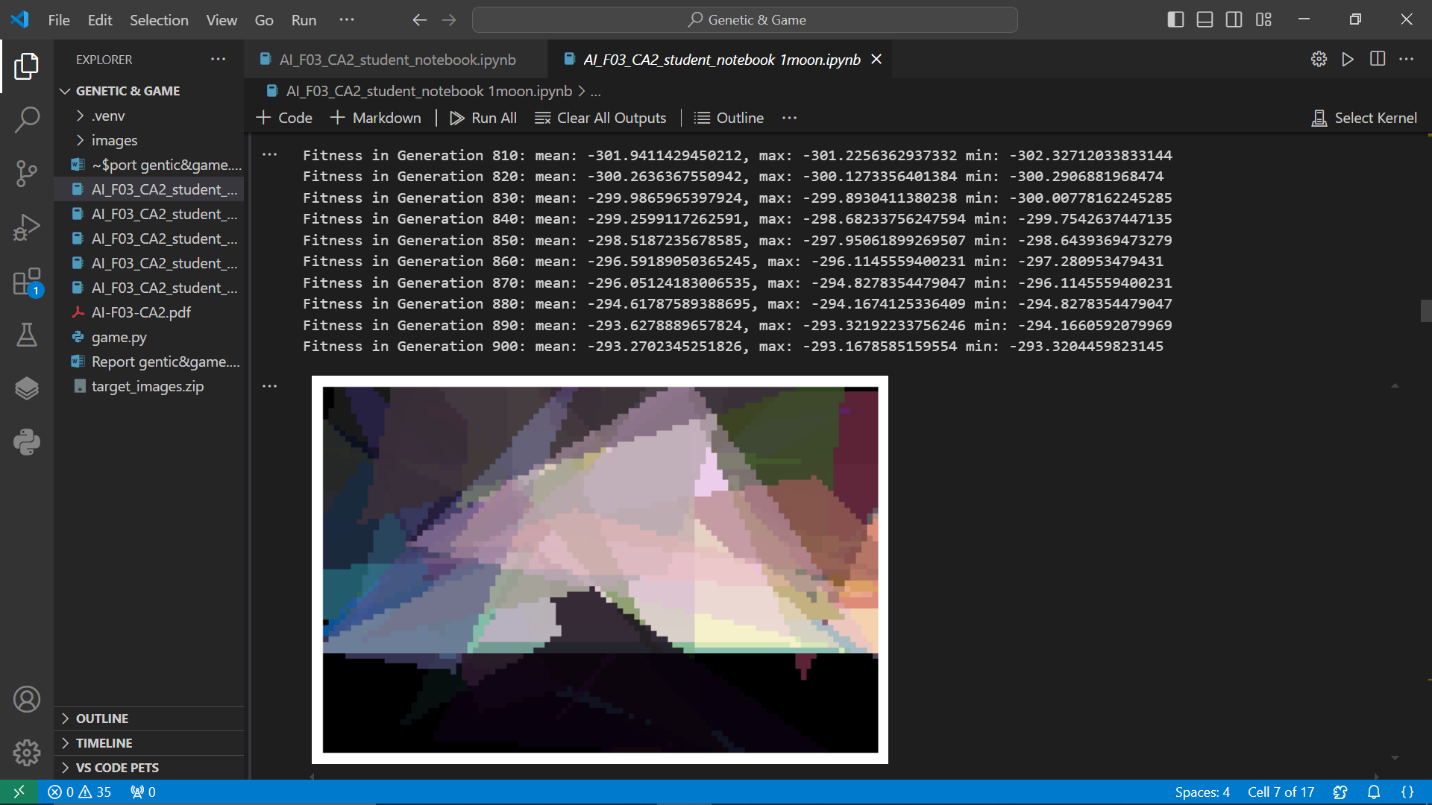 File Edit Selection View Go Run ··· Genetic & Game
EXPLORER ···
GENETIC & GAME
.venv
images
~$port gentic&game....
AI_F03_CA2_student_...
AI_F03_CA2_student_...
AI_F03_CA2_student_...
AI_F03_CA2_student_...
AI_F03_CA2_student_...
AI-F03-CA2.pdf
game.py
Report gentic&game....
target_images.zip
OUTLINE
TIMELINE
VS CODE PETS
1
AI_F03_CA2_student_notebook.ipynb AI_F03_CA2_student_notebook 1moon.ipynb
AI_F03_CA2_student_notebook 1moon.ipynb > ...
+ Code + Markdown Run All Clear All Outputs Outline ··· Select Kernel
Fitness in Generation 810: mean: -301.9411429450212, max: -301.2256362937332 min: -302.32712033833144
Fitness in Generation 820: mean: -300.2636367550942, max: -300.1273356401384 min: -300.2906881968474
Fitness in Generation 830: mean: -299.9865965397924, max: -299.8930411380238 min: -300.00778162245285
Fitness in Generation 840: mean: -299.2599117262591, max: -298.68233756247594 min: -299.7542637447135
Fitness in Generation 850: mean: -298.5187235678585, max: -297.95061899269507 min: -298.6439369473279
Fitness in Generation 860: mean: -296.59189050365245, max: -296.1145559400231 min: -297.280953479431
Fitness in Generation 870: mean: -296.05124183006515, max: -294.8278354479047 min: -296.1145559400231
Fitness in Generation 880: mean: -294.61787589388695, max: -294.1674125336409 min: -294.8278354479047
Fitness in Generation 890: mean: -293.6278889657824, max: -293.32192233756246 min: -294.1660592079969
Fitness in Generation 900: mean: -293.2702345251826, max: -293.1678585159554 min: -293.3204459823145
0 35 0 Spaces: 4 Cell 7 of 17 {}